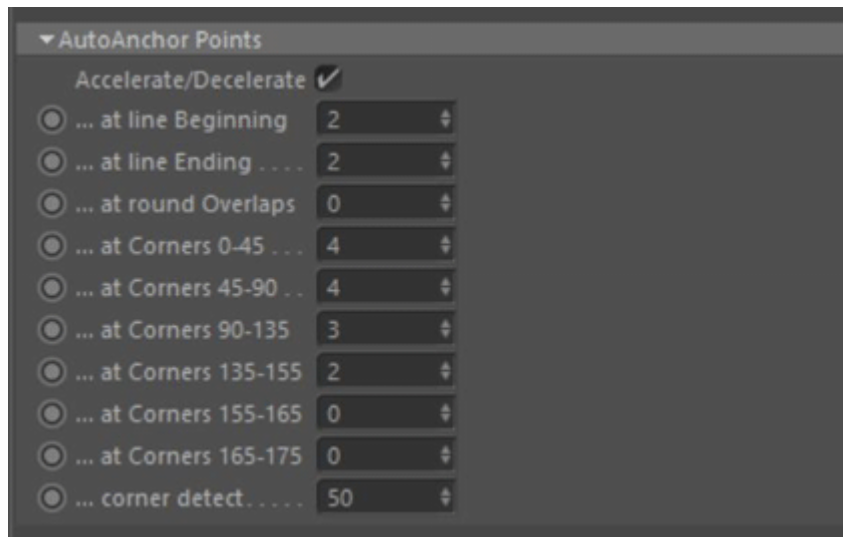 AutoAnchor Points
Accelerate/Decelerate
... at line Beginning 2
... at line Ending . . . . 2
... at round Overlaps 0
... at Corners 0-45 . . . 4
... at Corners 45-90 . . 4
... at Corners 90-135 3
... at Corners 135-155 2
... at Corners 155-165 0
... at Corners 165-175 0
... corner detect . . . . . 50